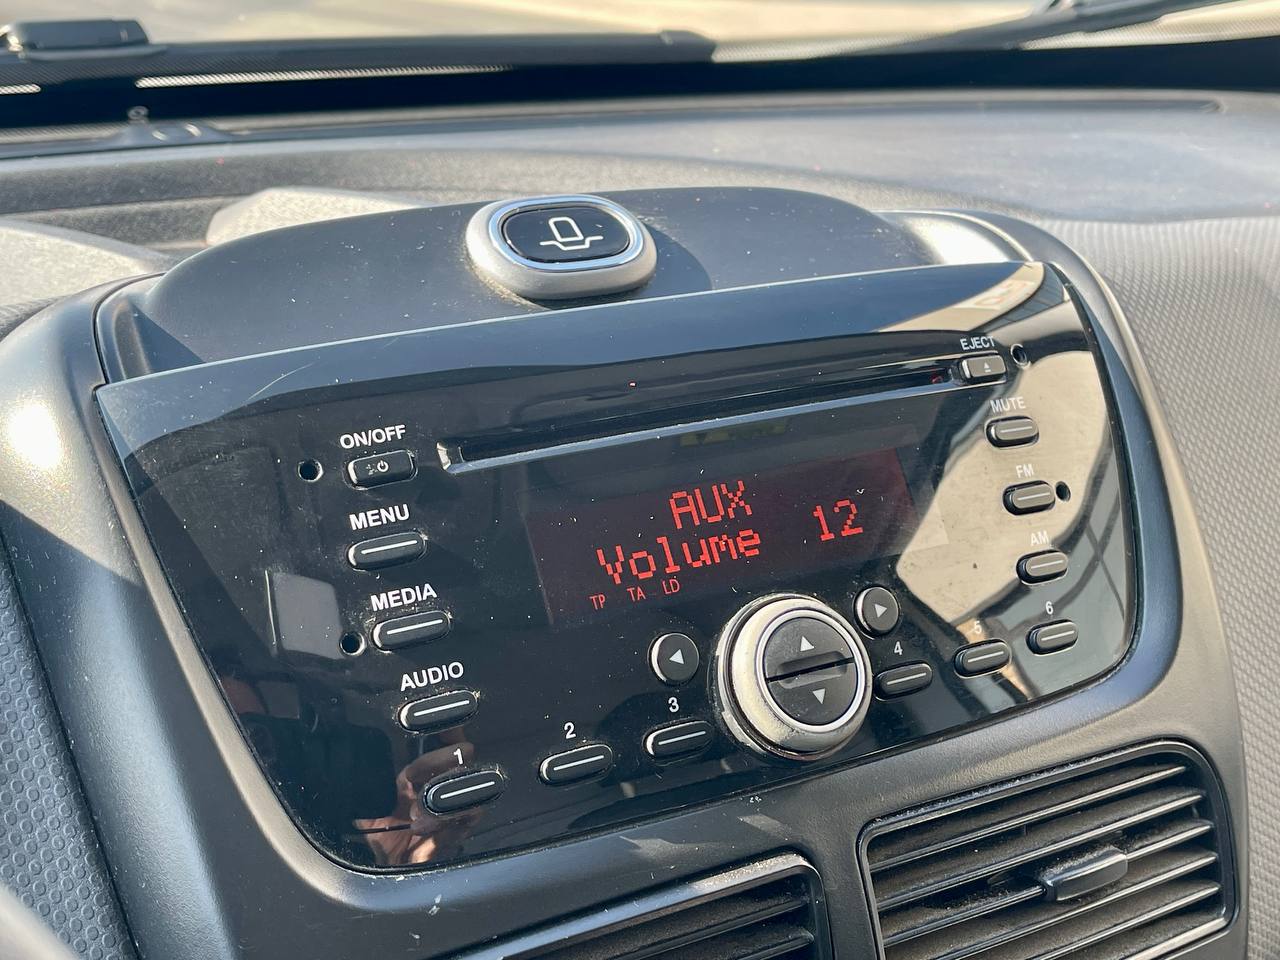 EJECT
MUTE
ON/OFF
FM
MENU
AUX
Volume 12
AM
MEDIA
TP TA LD
AUDIO
1 2 3 4 5 6